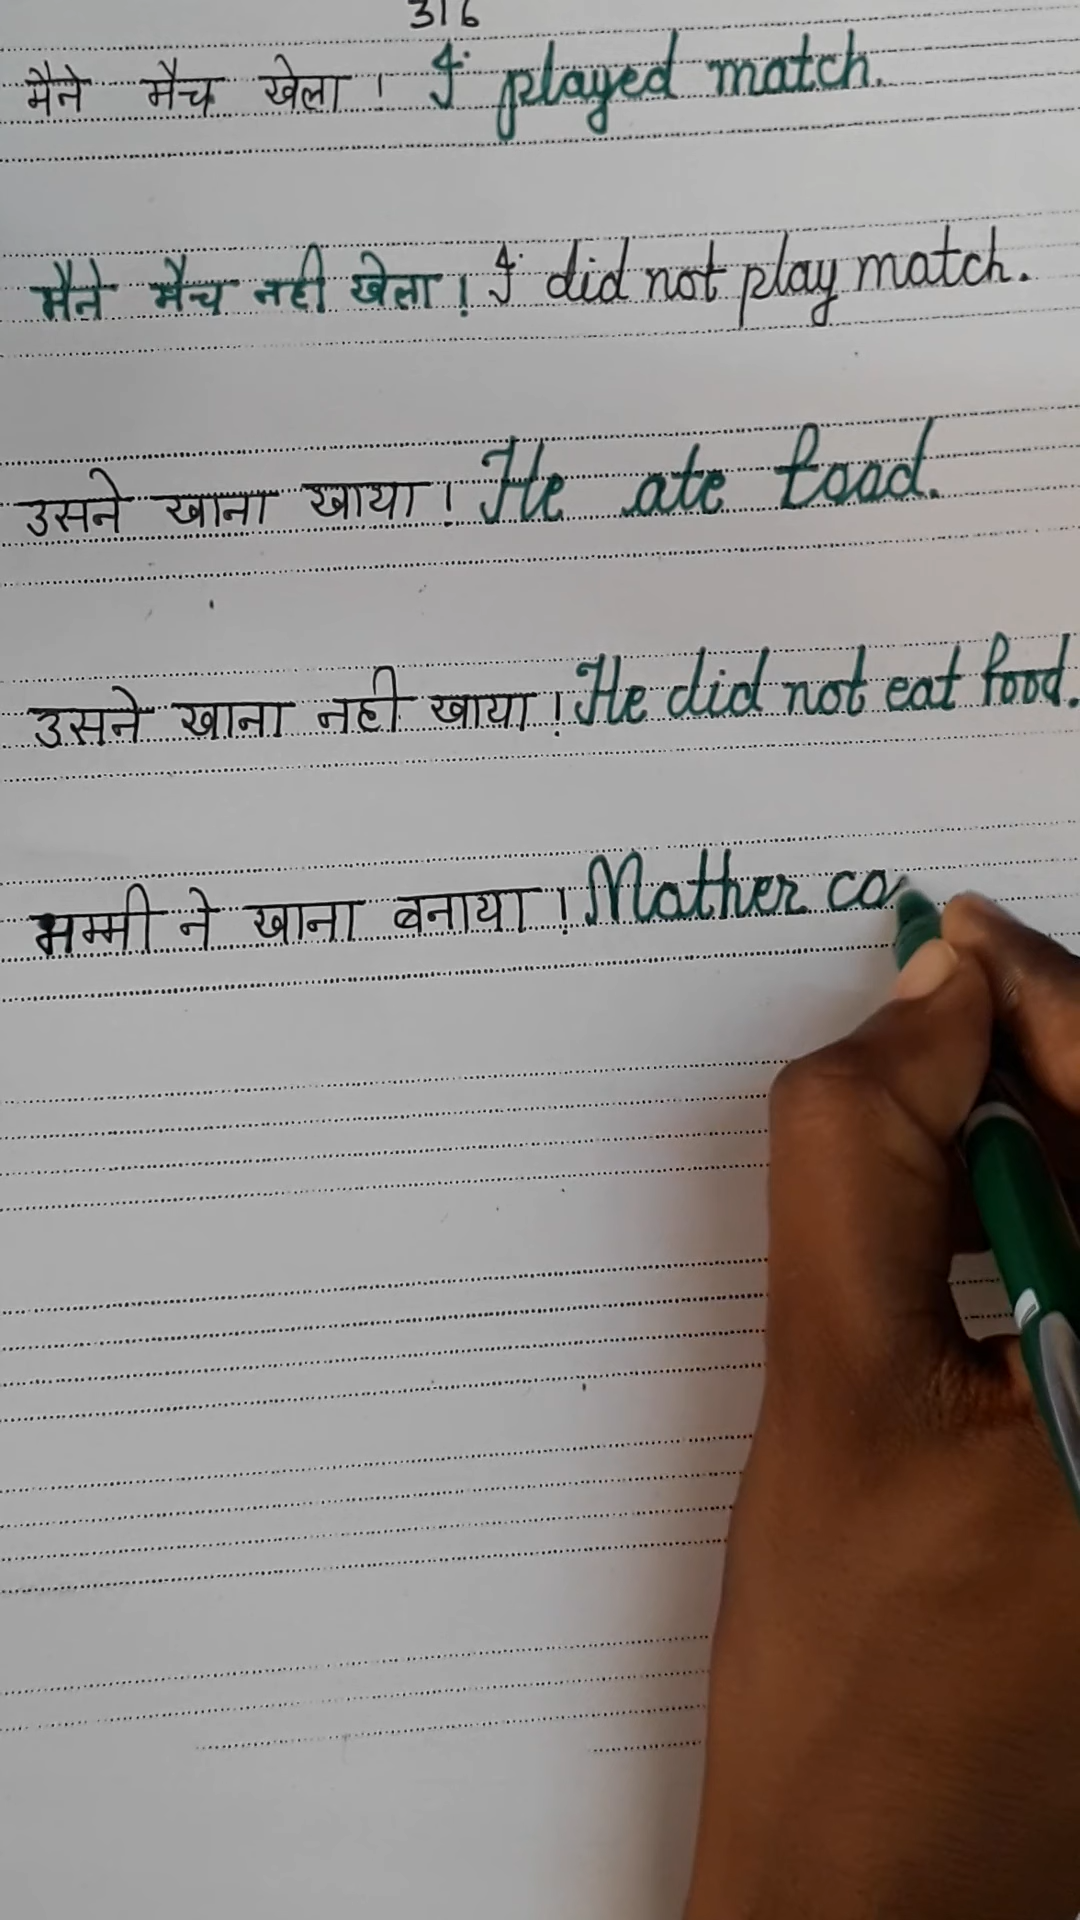 316
मैने मैच खेला । I played match.
मैने मैच नही खेला । I did not play match.
उसने खाना खाया । He ate food.
उसने खाना नही खाया । He did not eat food.
मम्मी ने खाना बनाया । Mother co